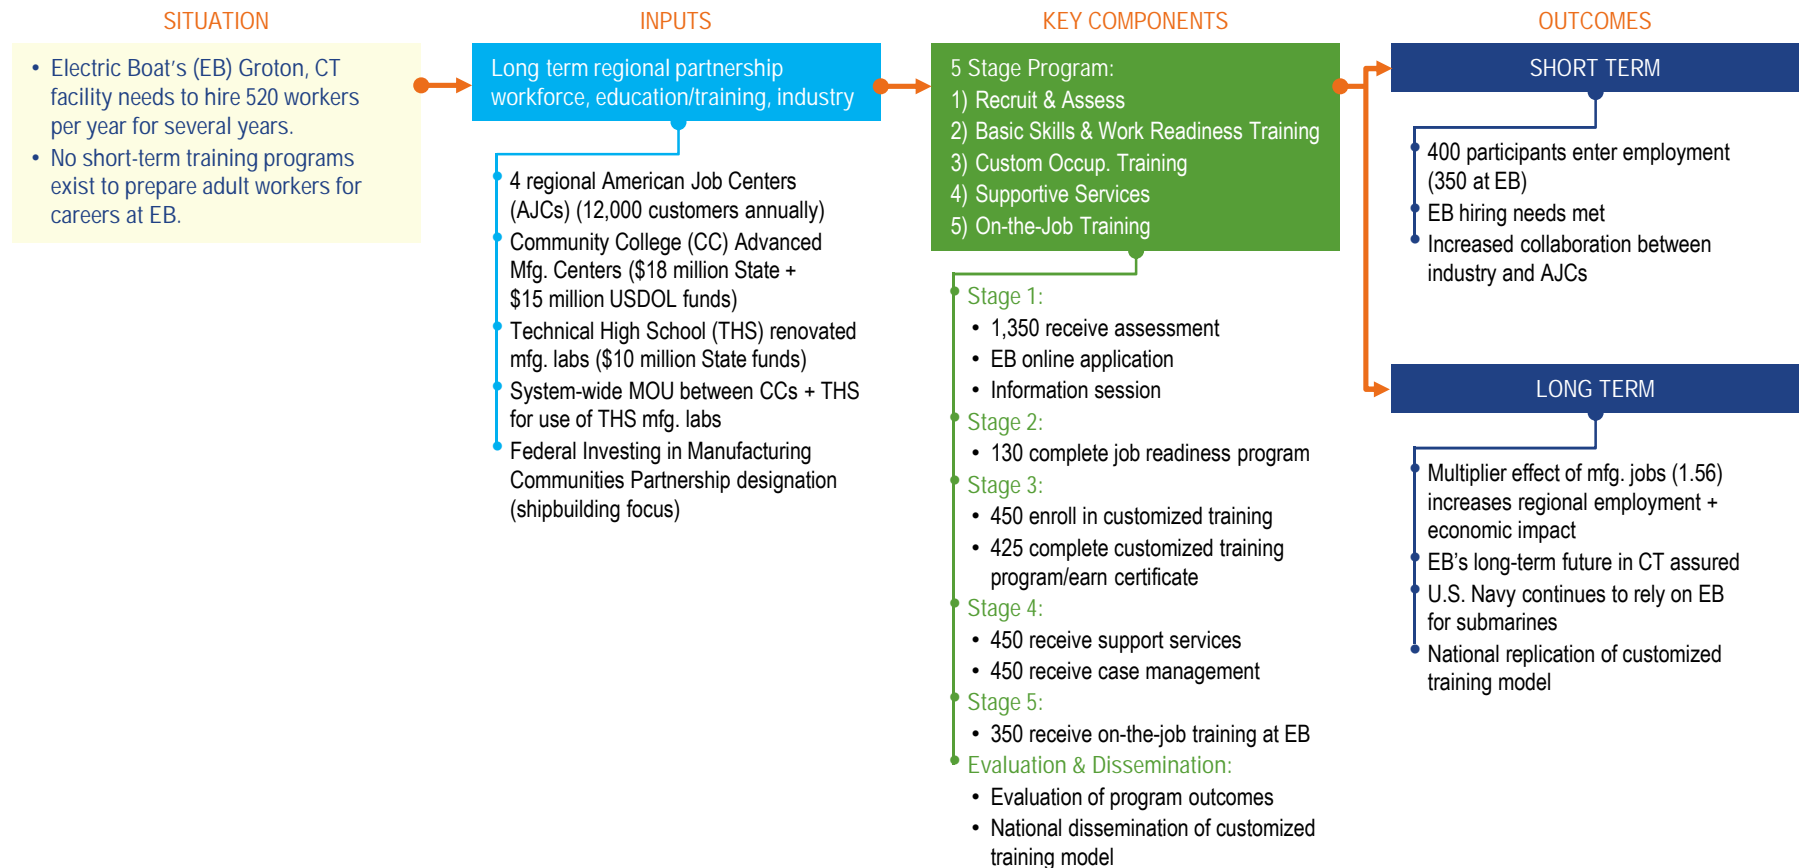 SITUATION
• Electric Boat's (EB) Groton, CT
facility needs to hire 520 workers
per year for several years.
• No short-term training programs
exist to prepare adult workers for
careers at EB.
INPUTS
Long term regional partnership
workforce, education/training, industry
4 regional American Job Centers
(AJCs) (12,000 customers annually)
Community College (CC) Advanced
Mfg. Centers ($18 million State +
$15 million USDOL funds)
Technical High School (THS) renovated
mfg. labs ($10 million State funds)
System-wide MOU between CCs + THS
for use of THS mfg. labs
Federal Investing in Manufacturing
Communities Partnership designation
(shipbuilding focus)
KEY COMPONENTS
5 Stage Program:
1) Recruit & Assess
2) Basic Skills & Work Readiness Training
3) Custom Occup. Training
4) Supportive Services
5) On-the-Job Training
Stage 1:
• 1,350 receive assessment
• EB online application
• Information session
Stage 2:
• 130 complete job readiness program
Stage 3:
• 450 enroll in customized training
• 425 complete customized training
program/earn certificate
Stage 4:
• 450 receive support services
• 450 receive case management
Stage 5:
• 350 receive on-the-job training at EB
Evaluation & Dissemination:
• Evaluation of program outcomes
• National dissemination of customized
training model
OUTCOMES
SHORT TERM
400 participants enter employment
(350 at EB)
EB hiring needs met
Increased collaboration between
industry and AJCs
LONG TERM
Multiplier effect of mfg. jobs (1.56)
increases regional employment +
economic impact
EB's long-term future in CT assured
U.S. Navy continues to rely on EB
for submarines
National replication of customized
training model